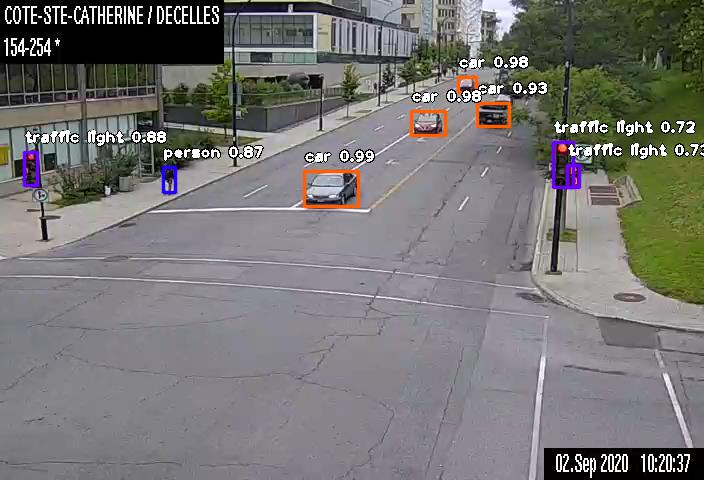 COTE-STE-CATHERINE / DECELLES
154-254 *
car 0.98
car 0.93
car 0.98
traffic light 0.72
traffic light 0.88
person 0.87
car 0.99
traffic light 0.73
02.Sep 2020 10:20:37